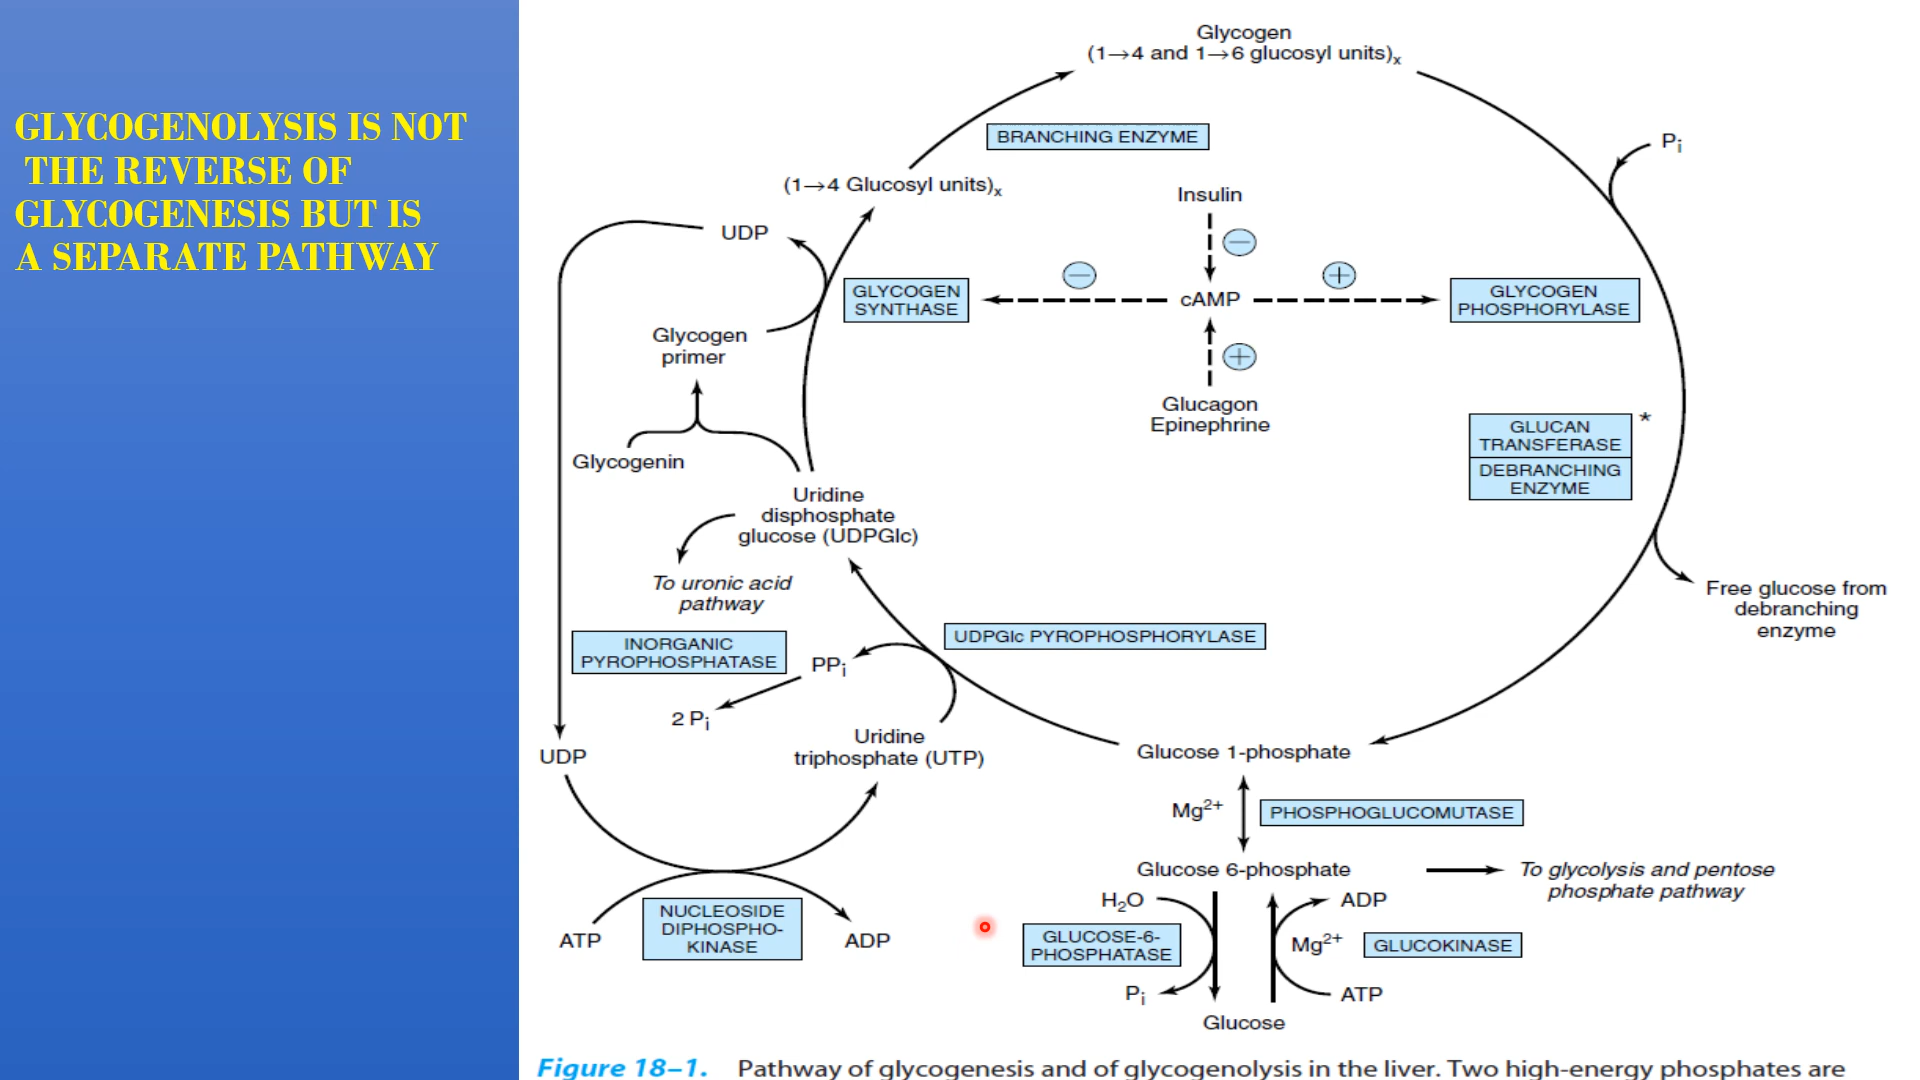 GLYCOGENOLYSIS IS NOT
THE REVERSE OF
GLYCOGENESIS BUT IS
A SEPARATE PATHWAY
Glycogen
(1→4 and 1→6 glucosyl units)x
BRANCHING ENZYME
Pi
(1→4 Glucosyl units)x
Insulin
UDP
−
GLYCOGEN
SYNTHASE
−
cAMP
+
GLYCOGEN
PHOSPHORYLASE
Glycogen
primer
+
Glucagon
Epinephrine
GLUCAN
TRANSFERASE
*
DEBRANCHING
ENZYME
Glycogenin
Uridine
disphosphate
glucose (UDPGlc)
To uronic acid
pathway
Free glucose from
debranching
enzyme
INORGANIC
PYROPHOSPHATASE
PPi
UDPGlc PYROPHOSPHORYLASE
2 Pi
UDP
Uridine
triphosphate (UTP)
Glucose 1-phosphate
Mg2+
PHOSPHOGLUCOMUTASE
Glucose 6-phosphate
To glycolysis and pentose
phosphate pathway
H2O
ADP
ATP
NUCLEOSIDE
DIPHOSPHO-
KINASE
ADP
GLUCOSE-6-
PHOSPHATASE
Mg2+
GLUCOKINASE
Pi
ATP
Glucose
Figure 18–1. Pathway of glycogenesis and of glycogenolysis in the liver. Two high-energy phosphates are